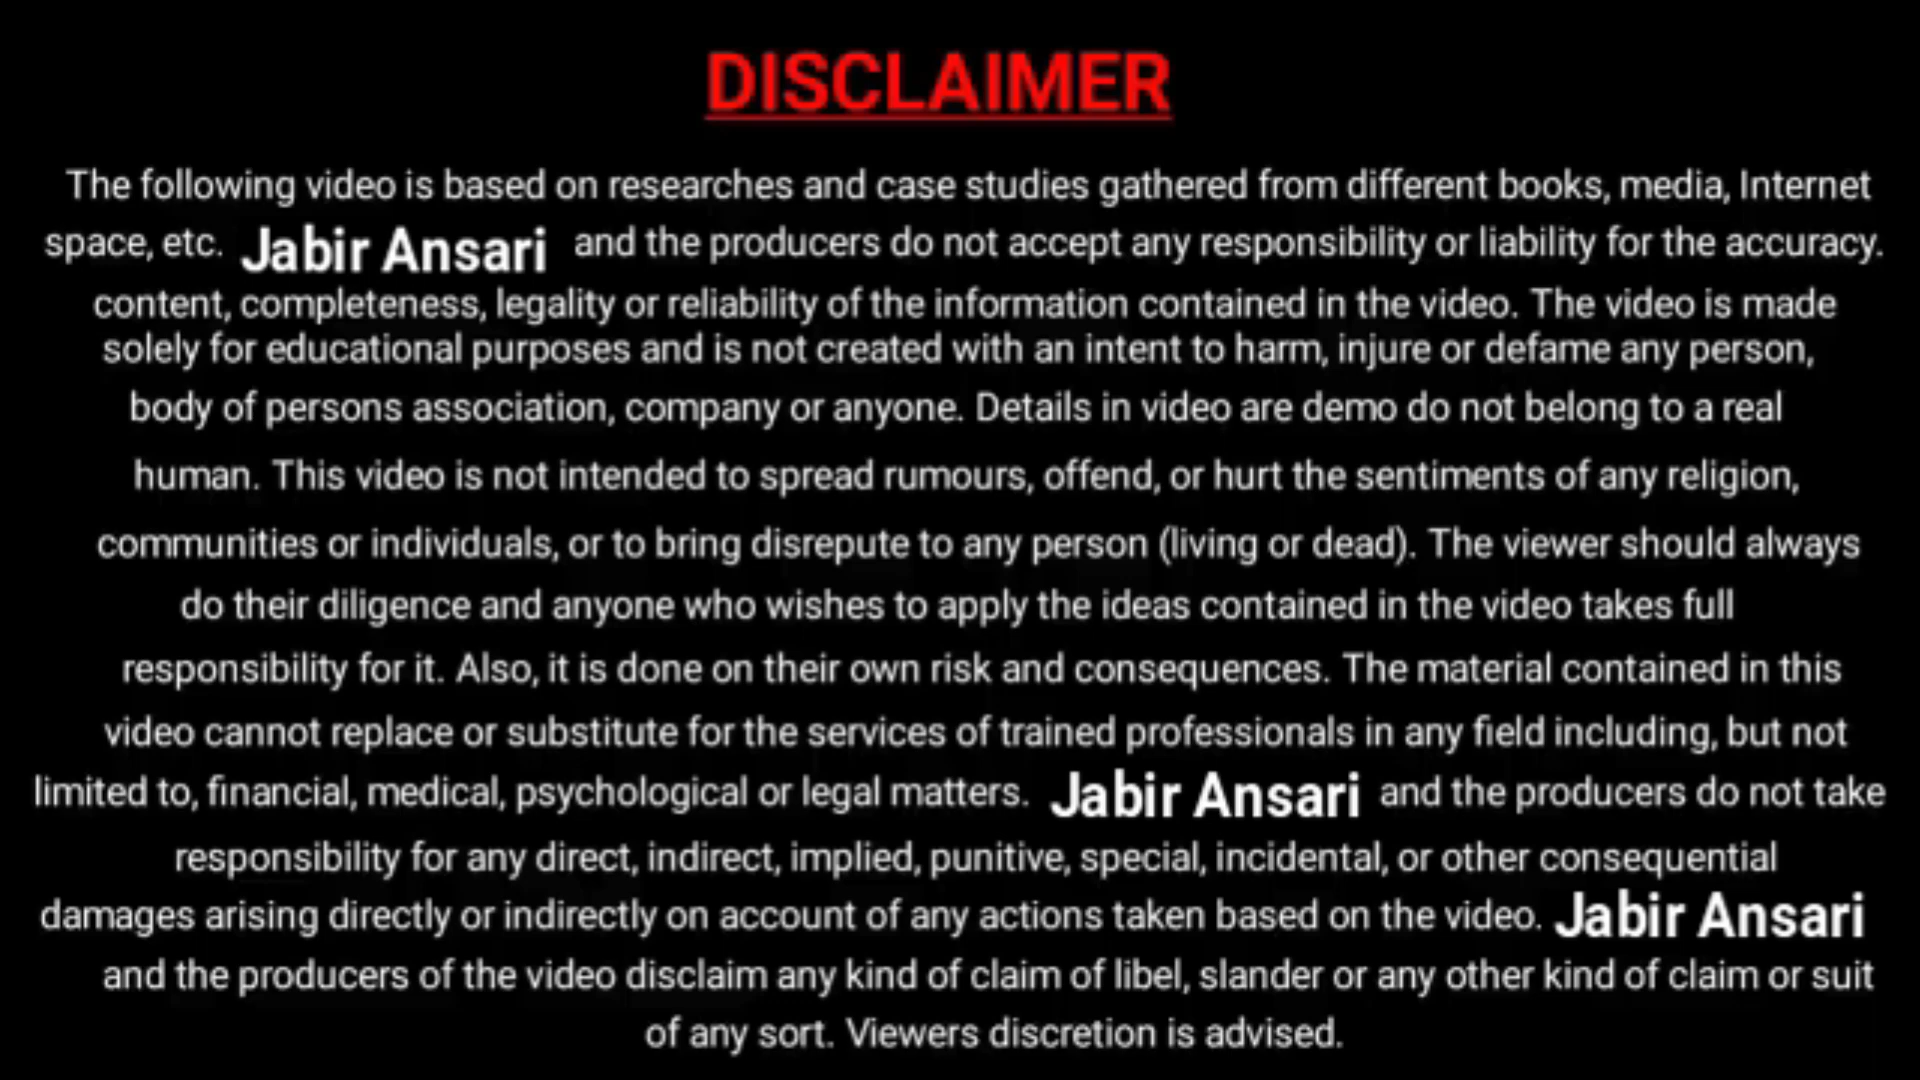 DISCLAIMER
The following video is based on researches and case studies gathered from different books, media, Internet
space, etc. Jabir Ansari and the producers do not accept any responsibility or liability for the accuracy.
content, completeness, legality or reliability of the information contained in the video. The video is made
solely for educational purposes and is not created with an intent to harm, injure or defame any person,
body of persons association, company or anyone. Details in video are demo do not belong to a real
human. This video is not intended to spread rumours, offend, or hurt the sentiments of any religion,
communities or individuals, or to bring disrepute to any person (living or dead). The viewer should always
do their diligence and anyone who wishes to apply the ideas contained in the video takes full
responsibility for it. Also, it is done on their own risk and consequences. The material contained in this
video cannot replace or substitute for the services of trained professionals in any field including, but not
limited to, financial, medical, psychological or legal matters. Jabir Ansari and the producers do not take
responsibility for any direct, indirect, implied, punitive, special, incidental, or other consequential
damages arising directly or indirectly on account of any actions taken based on the video. Jabir Ansari
and the producers of the video disclaim any kind of claim of libel, slander or any other kind of claim or suit
of any sort. Viewers discretion is advised.